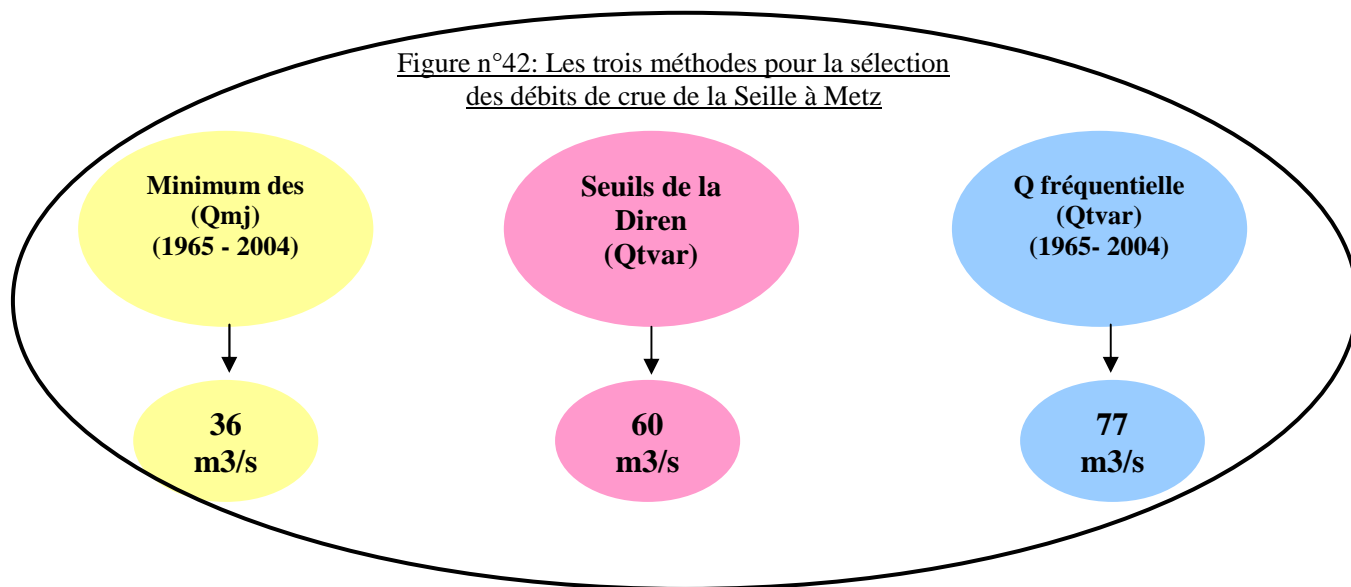 Figure n°42: Les trois méthodes pour la sélection
des débits de crue de la Seille à Metz
Minimum des
(Qmj)
(1965 - 2004)
Seuils de la
Diren
(Qtvar)
Q fréquentielle
(Qtvar)
(1965- 2004)
36
m3/s
60
m3/s
77
m3/s